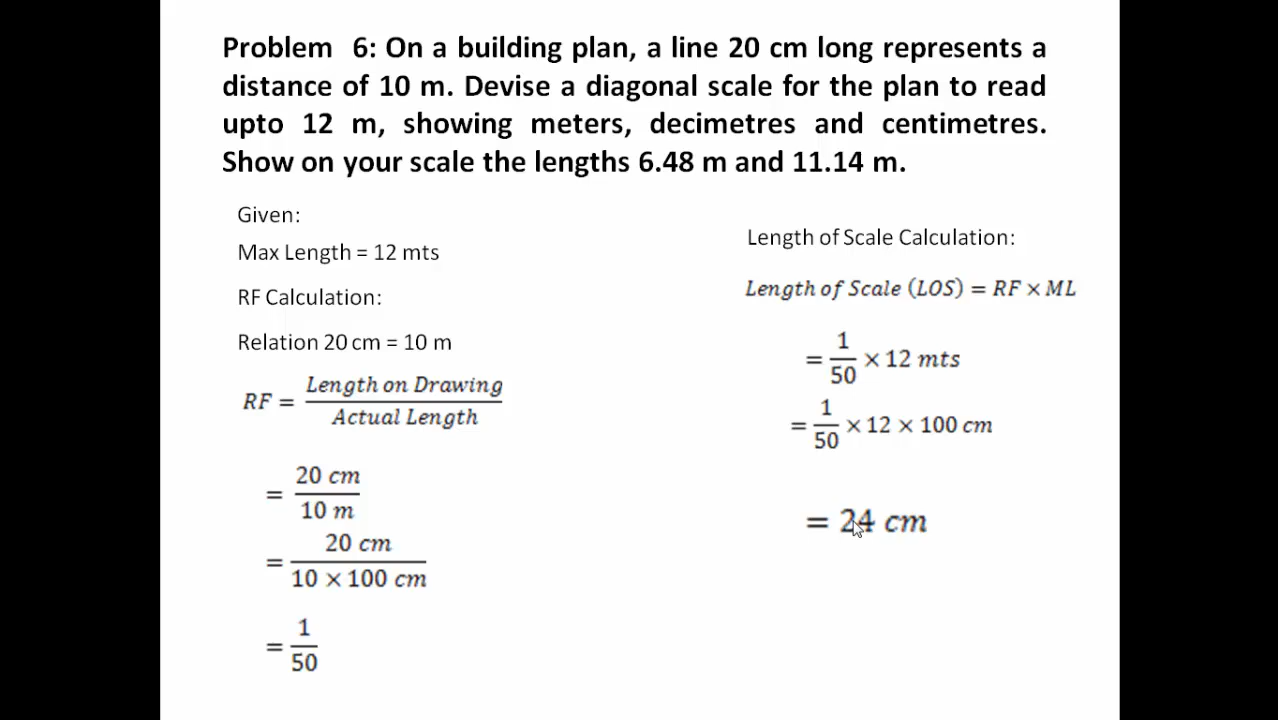 Problem 6: On a building plan, a line 20 cm long represents a
distance of 10 m. Devise a diagonal scale for the plan to read
upto 12 m, showing meters, decimetres and centimetres.
Show on your scale the lengths 6.48 m and 11.14 m.
Given:
Max Length = 12 mts
RF Calculation:
Relation 20 cm = 10 m
RF = Length on Drawing / Actual Length
= 20 cm / 10 m
= 20 cm / 10 × 100 cm
= 1 / 50
Length of Scale Calculation:
Length of Scale (LOS) = RF × ML
= 1/50 × 12 mts
= 1/50 × 12 × 100 cm
= 24 cm